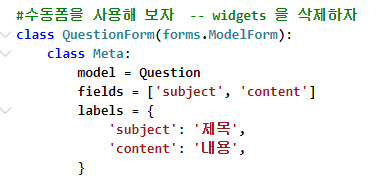 #수동폼을 사용해 보자  -- widgets 을 삭제하자
class QuestionForm(forms.ModelForm):
    class Meta:
        model = Question
        fields = ['subject', 'content']
        labels = {
            'subject': '제목',
            'content': '내용',
        }